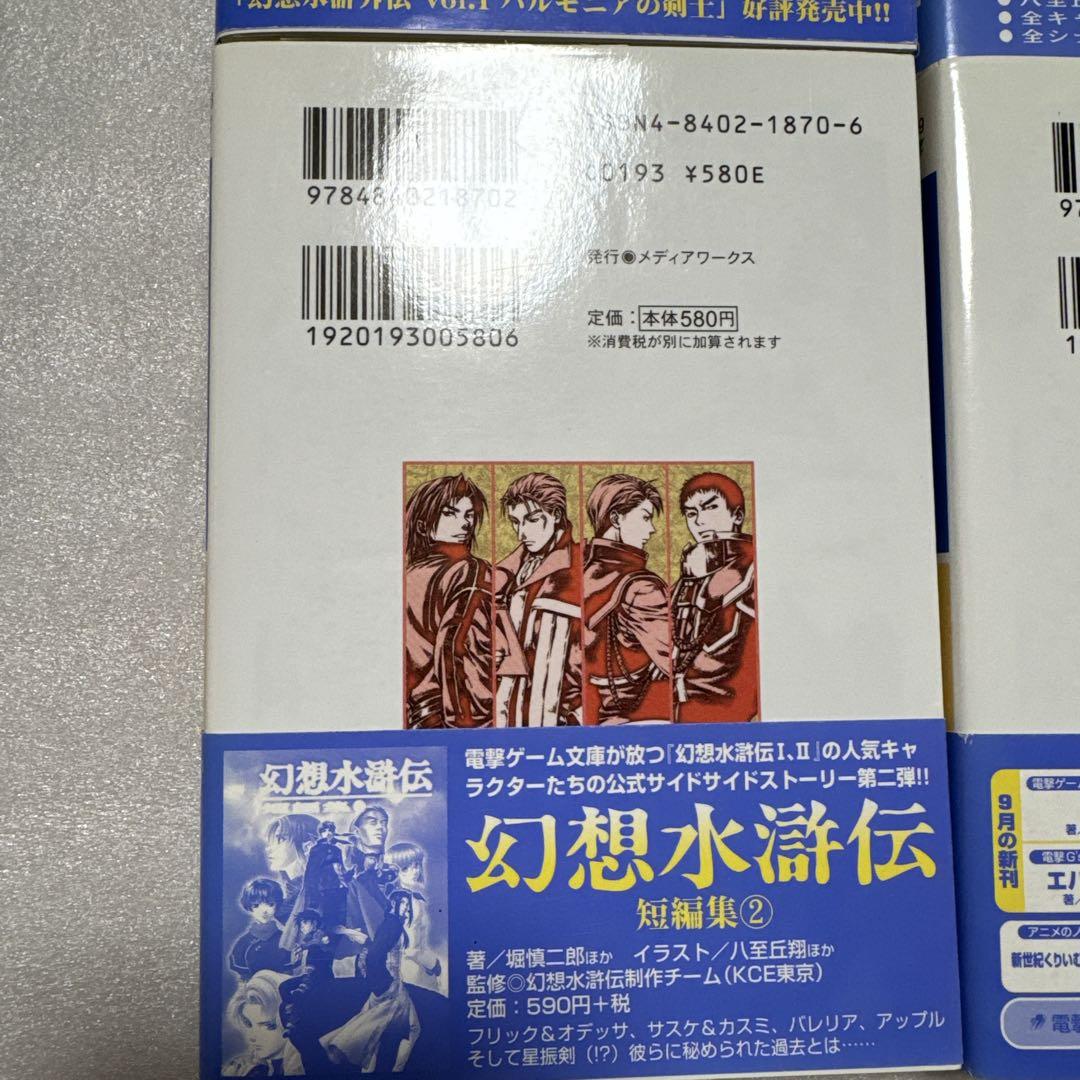 「幻想水滸外伝 Vol.1 ハルモニアの剣士」好評発売中!!
ISBN4-8402-1870-6
C0193 ¥580E
9784840218702
発行◉メディアワークス
1920193005806
定価：本体580円
※消費税が別に加算されます
電撃ゲーム文庫が放つ『幻想水滸伝Ⅰ、Ⅱ』の人気キャ
ラクターたちの公式サイドサイドストーリー第二弾!!
幻想水滸伝
幻想水滸伝
短編集②
著／堀慎二郎ほか　イラスト／八至丘翔ほか
監修◎幻想水滸伝制作チーム（KCE東京）
定価：590円＋税
フリック＆オデッサ、サスケ＆カスミ、バレリア、アップル
そして星振剣（!?）彼らに秘められた過去とは……
●全キ
●全シ
97
1
電撃ゲー
9月の新刊
著
電撃G's
エバ
著
アニメのノ
新世紀くりいむ
電撃